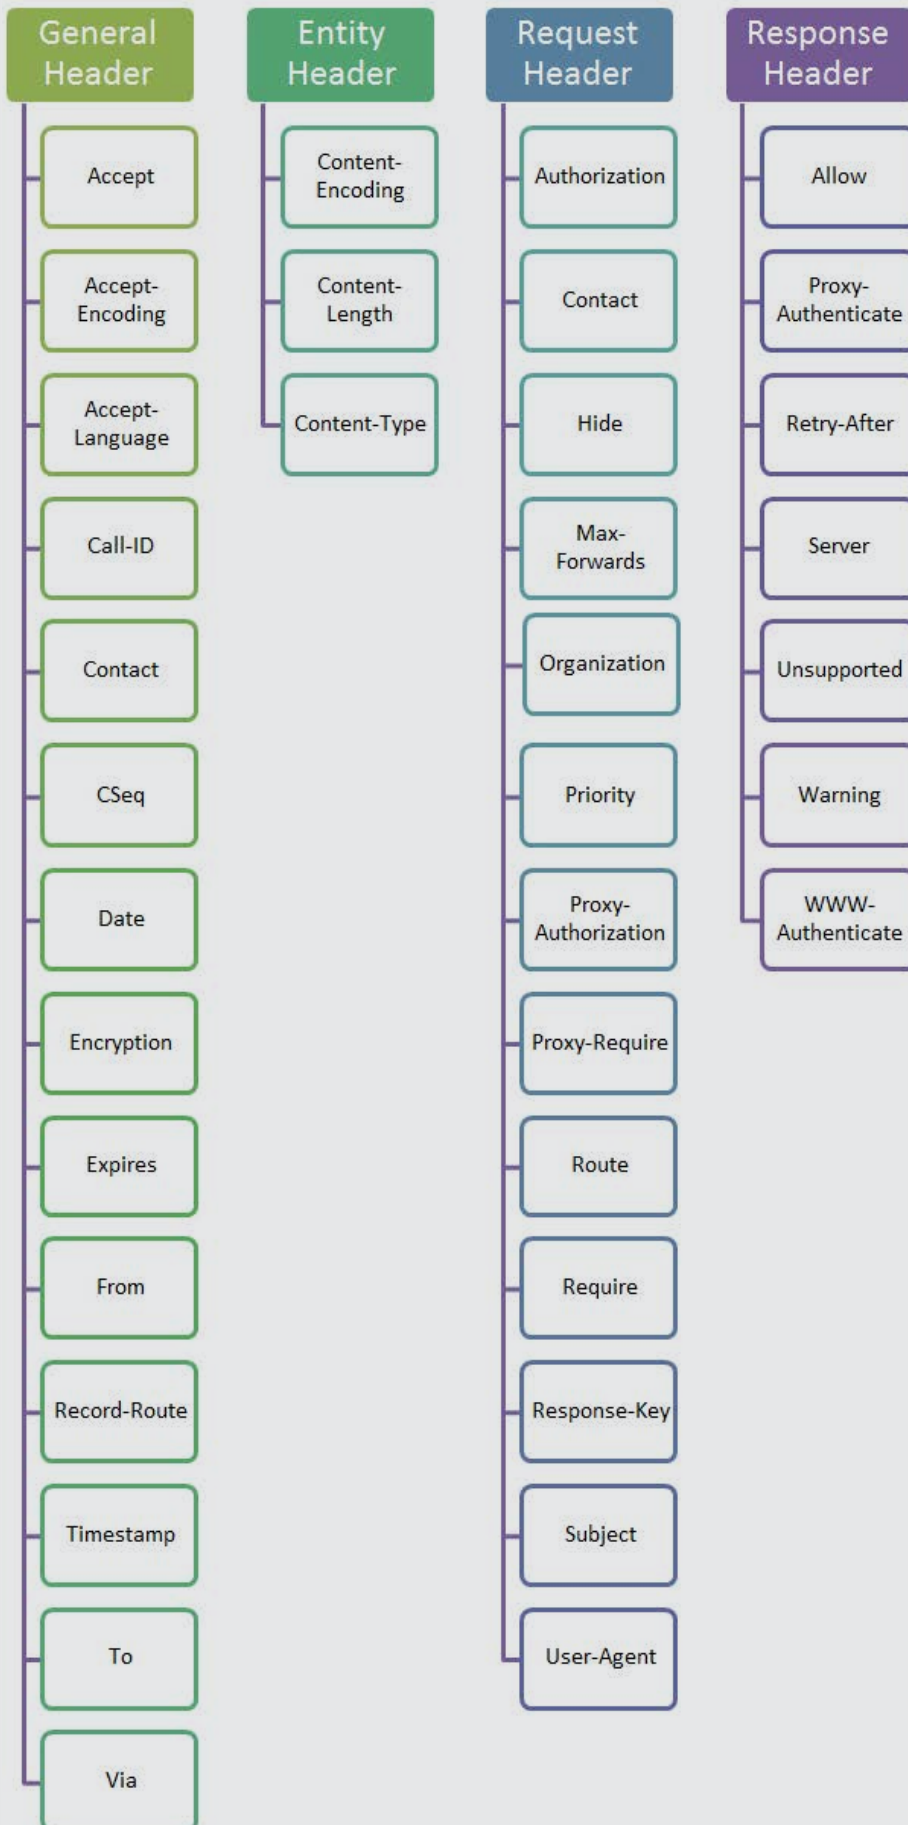 General
Header
Accept
Accept-
Encoding
Accept-
Language
Call-ID
Contact
CSeq
Date
Encryption
Expires
From
Record-Route
Timestamp
To
Via
Entity
Header
Content-
Encoding
Content-
Length
Content-Type
Request
Header
Authorization
Contact
Hide
Max-
Forwards
Organization
Priority
Proxy-
Authorization
Proxy-Require
Route
Require
Response-Key
Subject
User-Agent
Response
Header
Allow
Proxy-
Authenticate
Retry-After
Server
Unsupported
Warning
WWW-
Authenticate